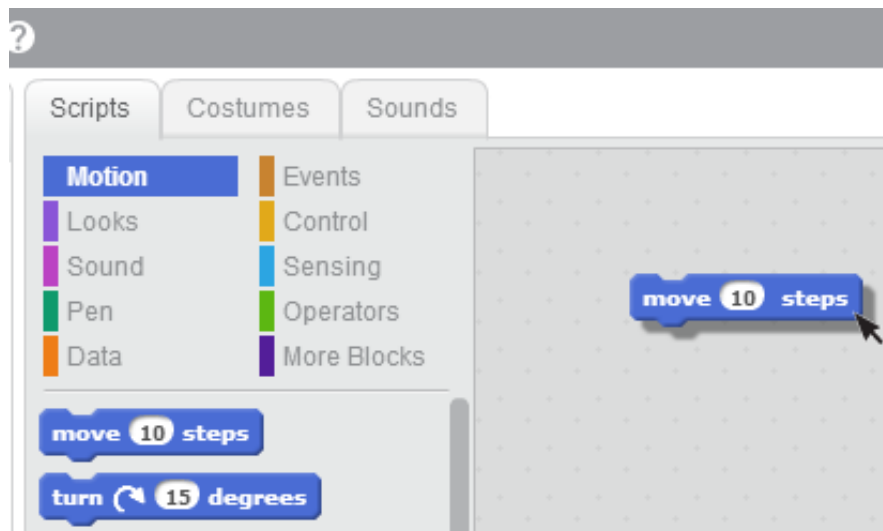 ?
Scripts Costumes Sounds
Motion Events
Looks Control
Sound Sensing
Pen Operators
Data More Blocks
move 10 steps
turn 15 degrees
move 10 steps